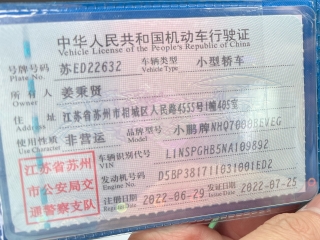 中华人民共和国机动车行驶证
Vehicle License of the People's Republic of China
号牌号码 苏ED22632 车辆类型 小型轿车
Plate No. Vehicle Type
所有人 姜秉贤
Owner
住址 江苏省苏州市相城区人民路4555号1幢405室
Address
使用性质 非营运 品牌型号 小鹏牌NHQ7000BEVEG
Use Character Model
江苏省苏州 车辆识别代号 L1NSPGHB5NA109892
VIN
市公安局交 发动机号码 D5BP381711031001ED2
Engine No.
通警察支队 注册日期 2022-06-29 发证日期 2022-07-25
Register Date Issue Date